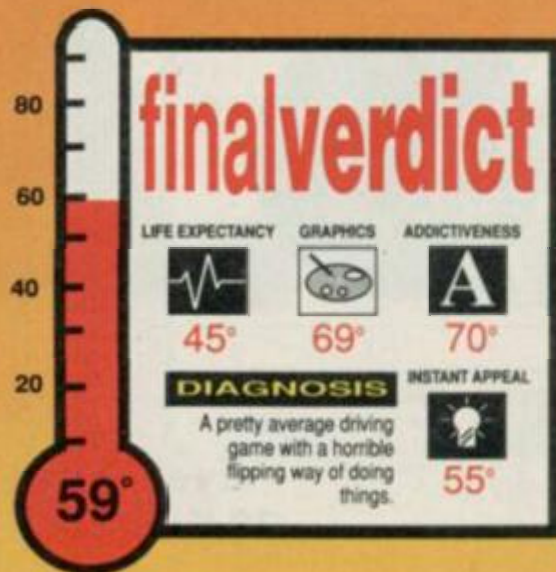 80
60
40
20
59°
finalverdict
LIFE EXPECTANCY GRAPHICS ADDICTIVENESS
A
45° 69° 70°
DIAGNOSIS
A pretty average driving
game with a horrible
flipping way of doing
things.
INSTANT APPEAL
55°